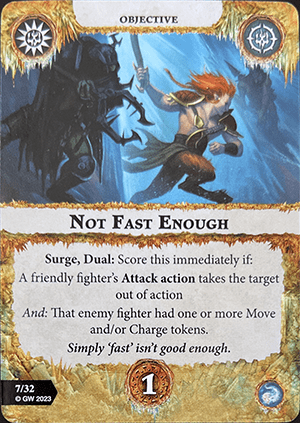 OBJECTIVE
NOT FAST ENOUGH
Surge, Dual: Score this immediately if:
A friendly fighter's Attack action takes the target
out of action
And: That enemy fighter had one or more Move
and/or Charge tokens.
Simply 'fast' isn't good enough.
7/32
© GW 2023
1